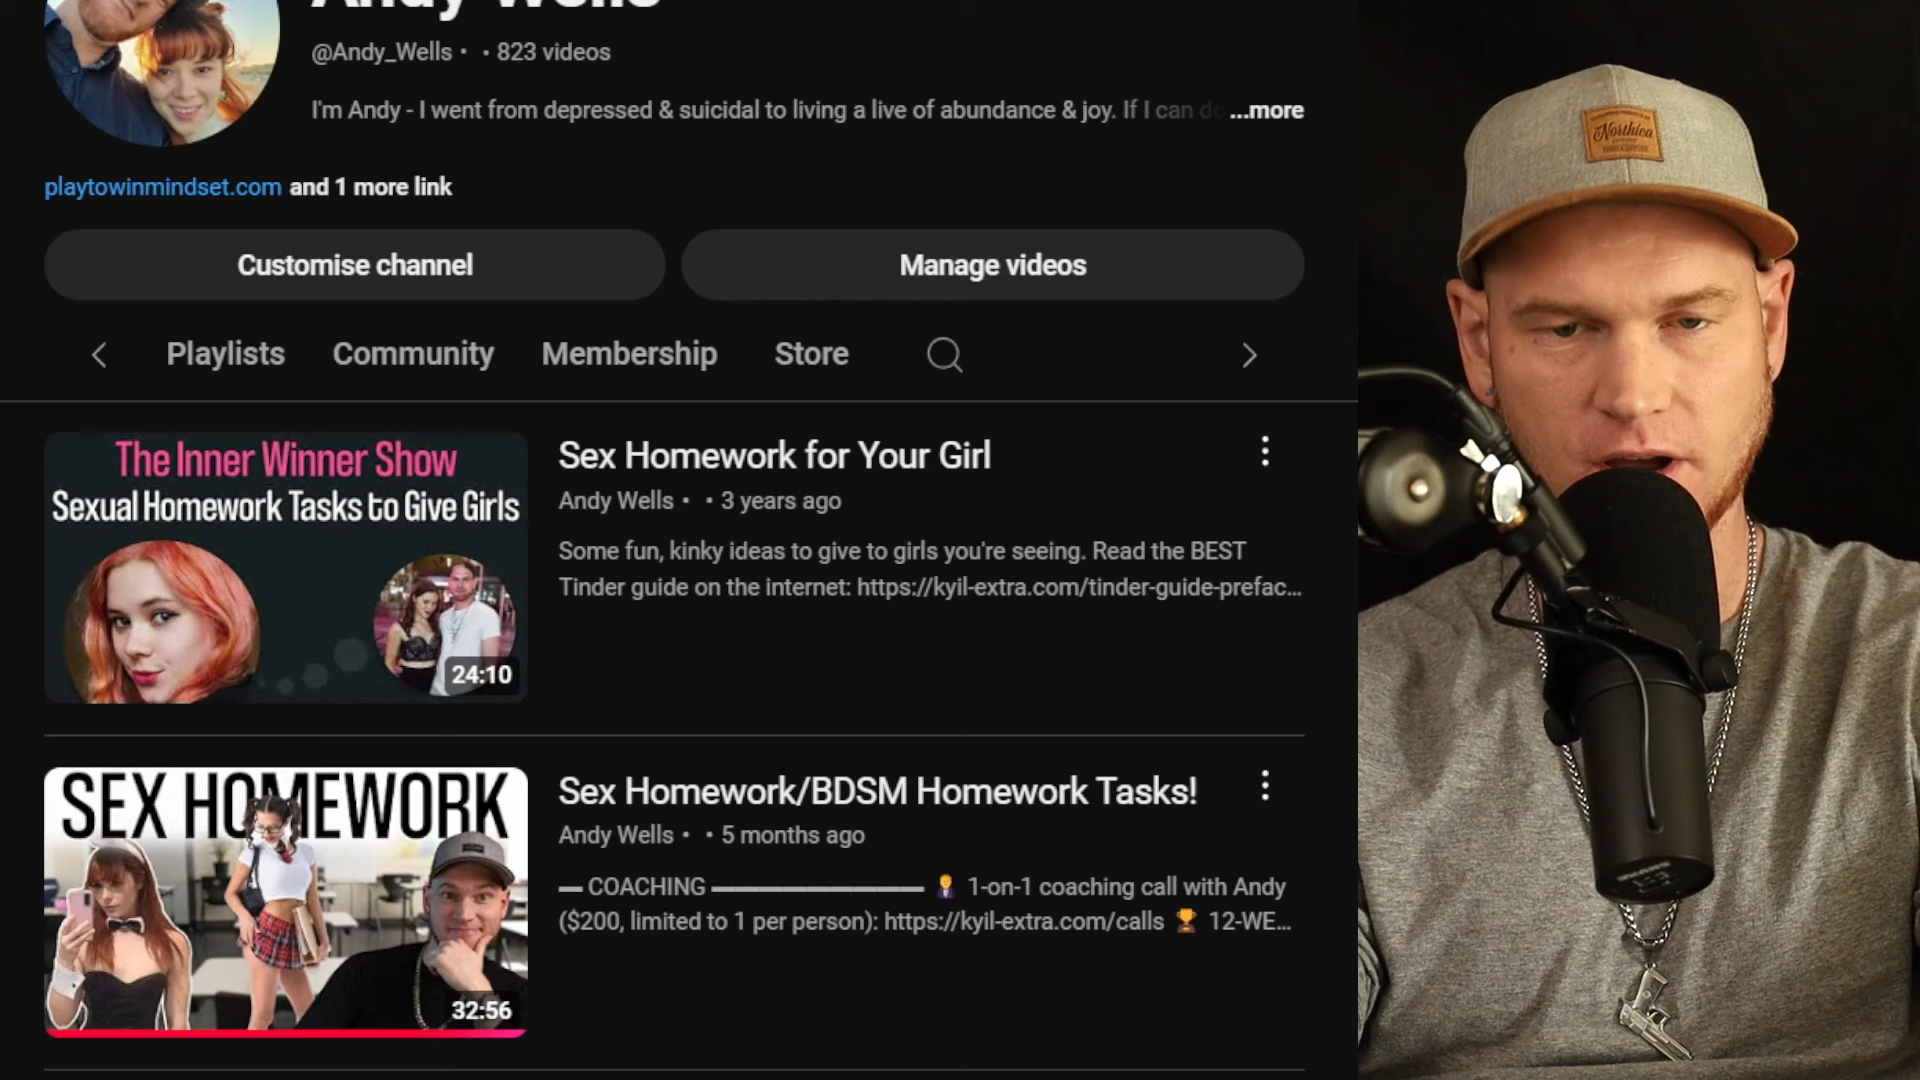 Andy Wells
@Andy_Wells • • 823 videos
I'm Andy - I went from depressed & suicidal to living a live of abundance & joy. If I can do ...more
playtowinmindset.com and 1 more link
Customise channel
Manage videos
Playlists Community Membership Store
The Inner Winner Show
Sexual Homework Tasks to Give Girls
24:10
Sex Homework for Your Girl
Andy Wells • • 3 years ago
Some fun, kinky ideas to give to girls you're seeing. Read the BEST
Tinder guide on the internet: https://kyil-extra.com/tinder-guide-prefac...
SEX HOMEWORK
32:56
Sex Homework/BDSM Homework Tasks!
Andy Wells • • 5 months ago
▬ COACHING ▬▬▬▬▬▬▬▬▬ 🤵 1-on-1 coaching call with Andy
($200, limited to 1 per person): https://kyil-extra.com/calls 🏆 12-WE...
Northica